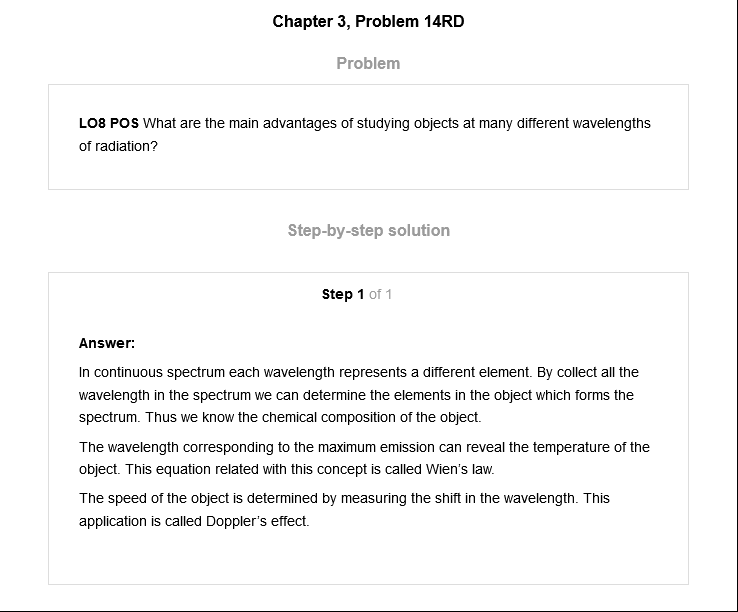 Chapter 3, Problem 14RD
Problem
LO8 POS What are the main advantages of studying objects at many different wavelengths
of radiation?
Step-by-step solution
Step 1 of 1
Answer:
In continuous spectrum each wavelength represents a different element. By collect all the
wavelength in the spectrum we can determine the elements in the object which forms the
spectrum. Thus we know the chemical composition of the object.
The wavelength corresponding to the maximum emission can reveal the temperature of the
object. This equation related with this concept is called Wien’s law.
The speed of the object is determined by measuring the shift in the wavelength. This
application is called Doppler’s effect.